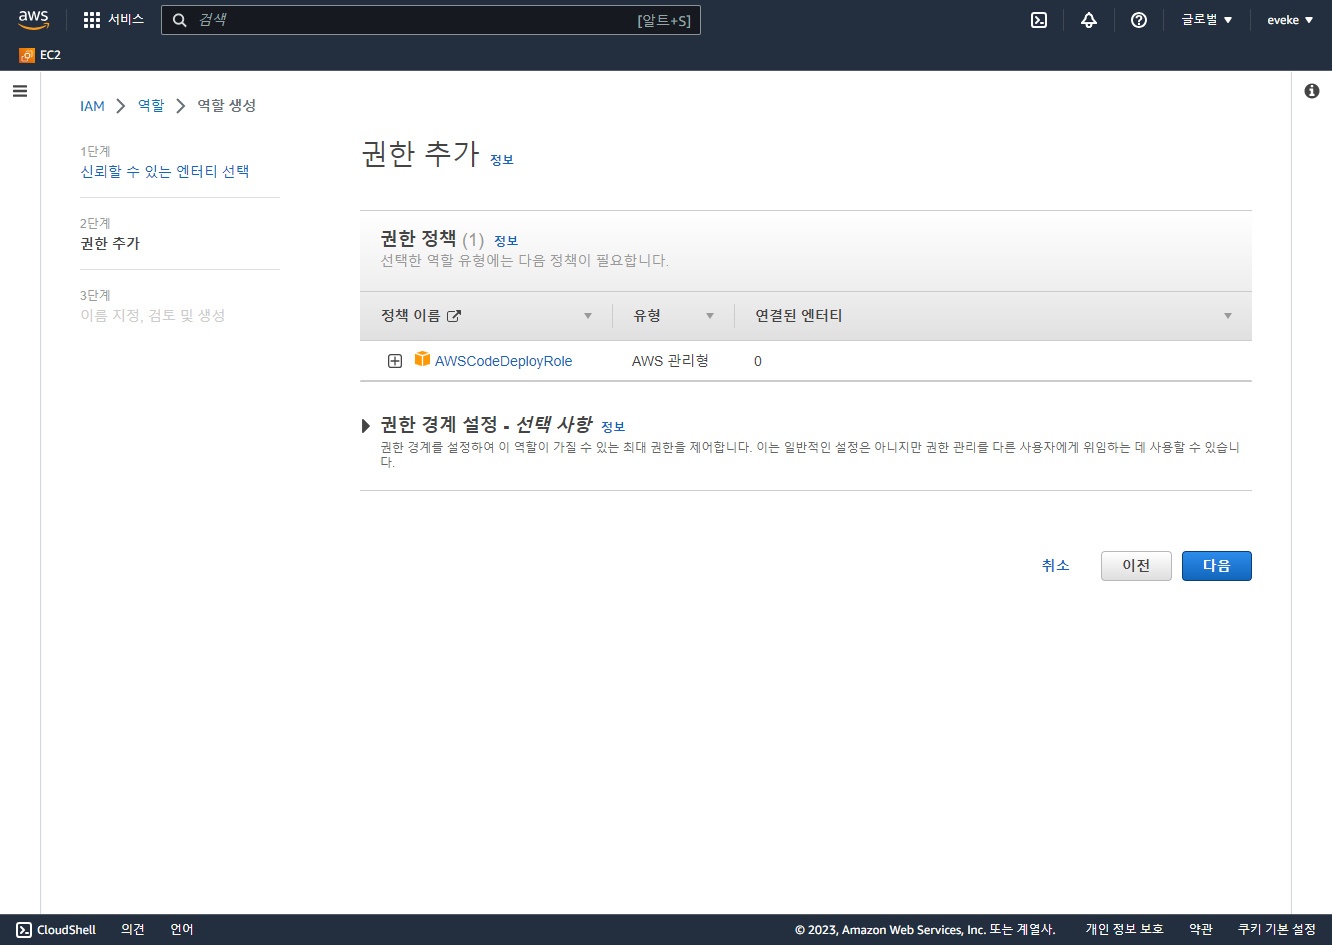 aws
서비스
검색
[알트+S]
글로벌
eveke
EC2
IAM
역할
역할 생성
1단계
신뢰할 수 있는 엔터티 선택
2단계
권한 추가
3단계
이름 지정, 검토 및 생성
권한 추가 정보
권한 정책 (1) 정보
선택한 역할 유형에는 다음 정책이 필요합니다.
정책 이름
유형
연결된 엔터티
AWSCodeDeployRole
AWS 관리형
0
권한 경계 설정 - 선택 사항 정보
권한 경계를 설정하여 이 역할이 가질 수 있는 최대 권한을 제어합니다. 이는 일반적인 설정은 아니지만 권한 관리를 다른 사용자에게 위임하는 데 사용할 수 있습니
다.
취소
이전
다음
CloudShell
의견
언어
© 2023, Amazon Web Services, Inc. 또는 계열사.
개인 정보 보호
약관
쿠키 기본 설정